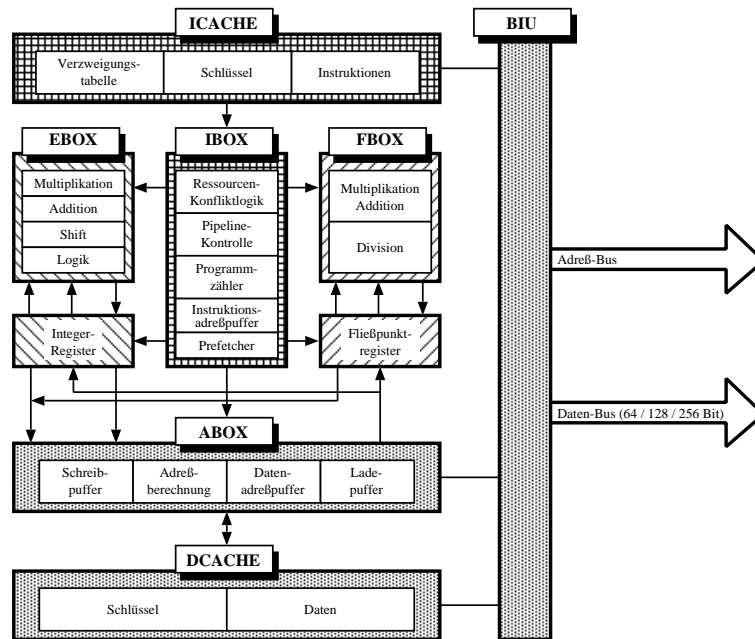 ICACHE
BIU
Verzweigungs-
tabelle
Schlüssel
Instruktionen
EBOX
IBOX
FBOX
Multiplikation
Addition
Shift
Logik
Ressourcen-
Konfliktlogik
Pipeline-
Kontrolle
Programm-
zähler
Instruktions-
adreßpuffer
Prefetcher
Multiplikation
Addition
Division
Adreß-Bus
Integer-
Register
Fließpunkt-
register
Daten-Bus (64 / 128 / 256 Bit)
ABOX
Schreib-
puffer
Adreß-
berechnung
Daten-
adreßpuffer
Lade-
puffer
DCACHE
Schlüssel
Daten